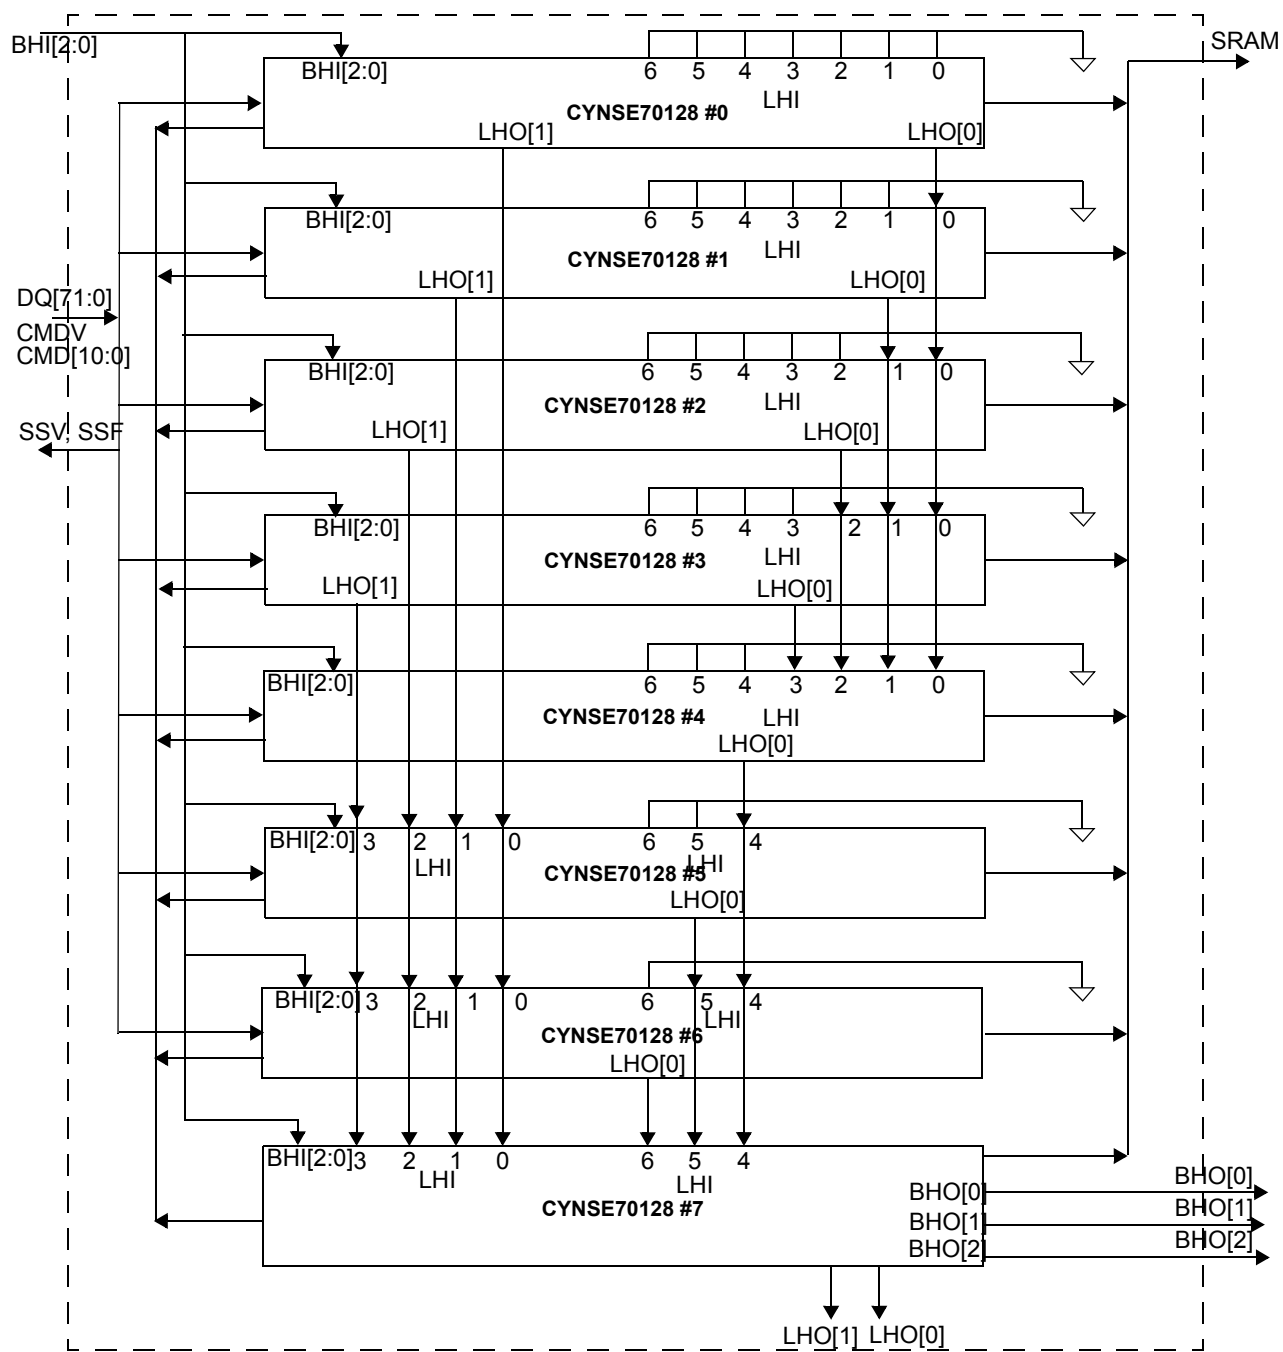 BHI[2:0]
SRAM
BHI[2:0] 6 5 4 3 2 1 0
LHI
CYNSE70128 #0
LHO[1] LHO[0]
BHI[2:0] 6 5 4 3 2 1 0
LHI
CYNSE70128 #1
LHO[1] LHO[0]
DQ[71:0]
CMDV
CMD[10:0]
BHI[2:0] 6 5 4 3 2 1 0
LHI
CYNSE70128 #2
LHO[1] LHO[0]
SSV, SSF
BHI[2:0] 6 5 4 3 2 1 0
LHI
CYNSE70128 #3
LHO[1] LHO[0]
BHI[2:0] 6 5 4 3 2 1 0
LHI
CYNSE70128 #4
LHO[0]
BHI[2:0] 3 2 1 0 6 5 4
LHI LHI
CYNSE70128 #5
LHO[0]
BHI[2:0] 3 2 1 0 6 5 4
LHI LHI
CYNSE70128 #6
LHO[0]
BHI[2:0] 3 2 1 0 6 5 4
LHI LHI
CYNSE70128 #7
BHO[0] BHO[0]
BHO[1] BHO[1]
BHO[2] BHO[2]
LHO[1] LHO[0]